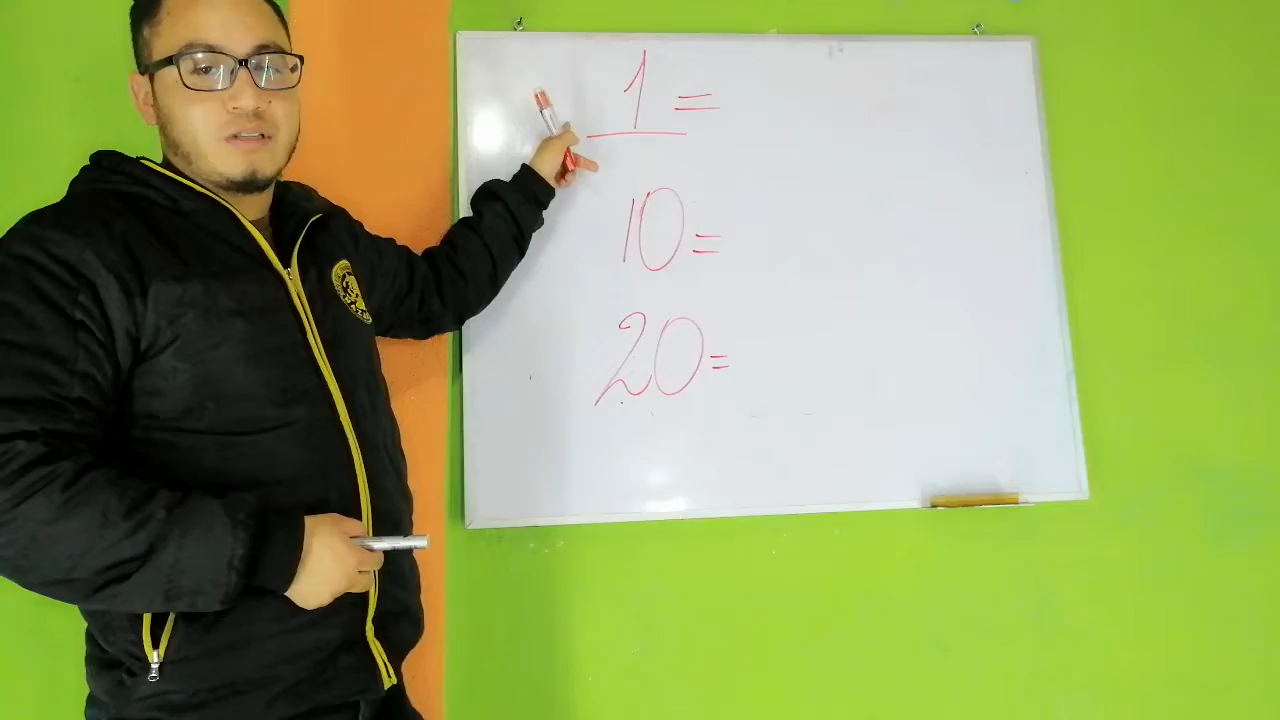 1 =
10 =
20 =